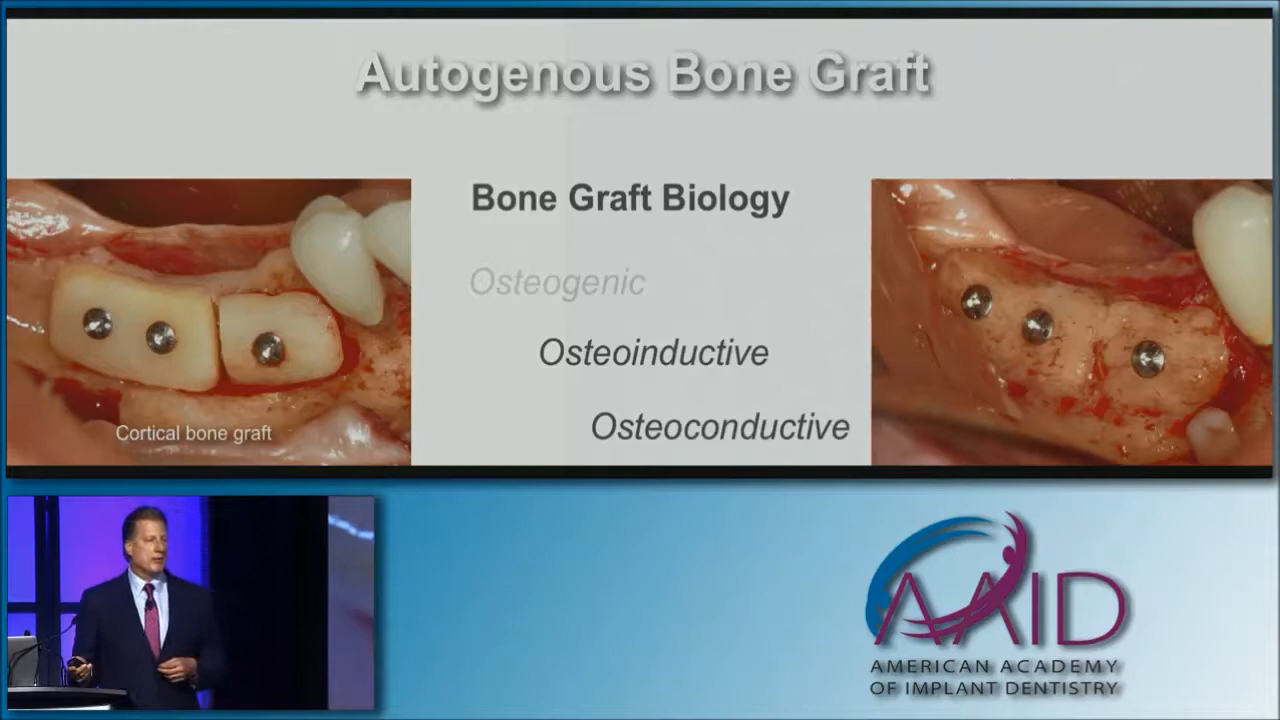 Autogenous Bone Graft
Bone Graft Biology
Osteogenic
Osteoinductive
Osteoconductive
Cortical bone graft
AAID
AMERICAN ACADEMY
OF IMPLANT DENTISTRY